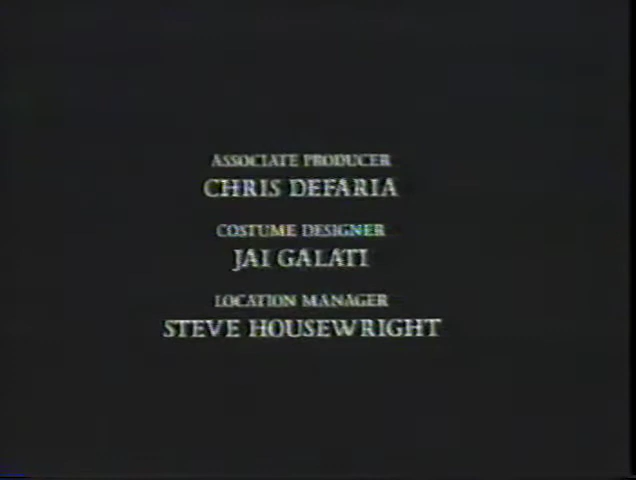 ASSOCIATE PRODUCER
CHRIS DEFARIA
COSTUME DESIGNER
JAI GALATI
LOCATION MANAGER
STEVE HOUSEWRIGHT